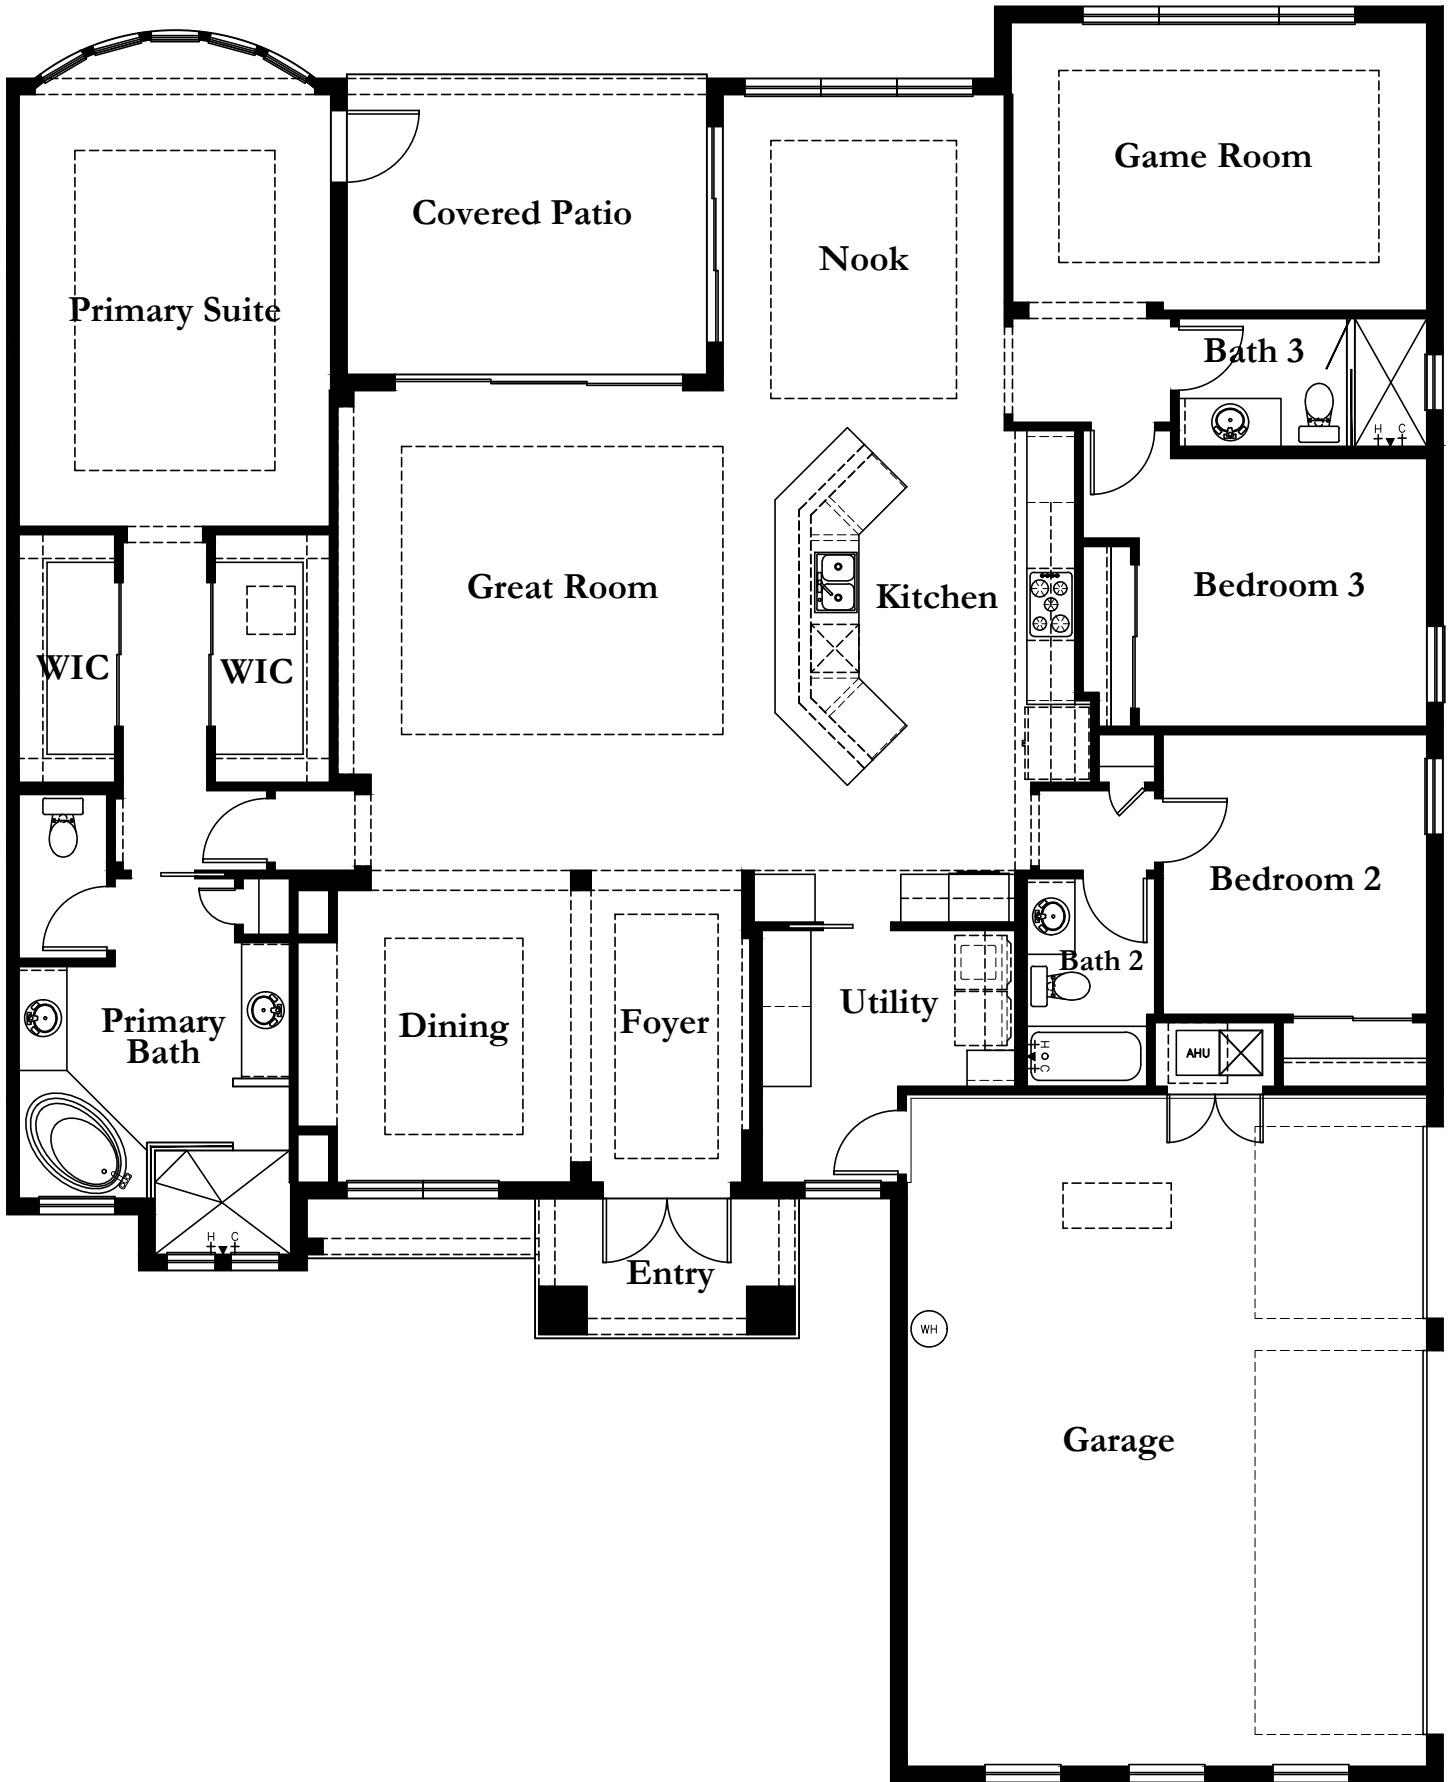 Game Room
Covered Patio
Nook
Primary Suite
Bath 3
H C
Great Room
Kitchen
Bedroom 3
WIC
WIC
Bedroom 2
Bath 2
Utility
Primary
Bath
Dining
Foyer
H
C
AHU
H C
Entry
WH
Garage